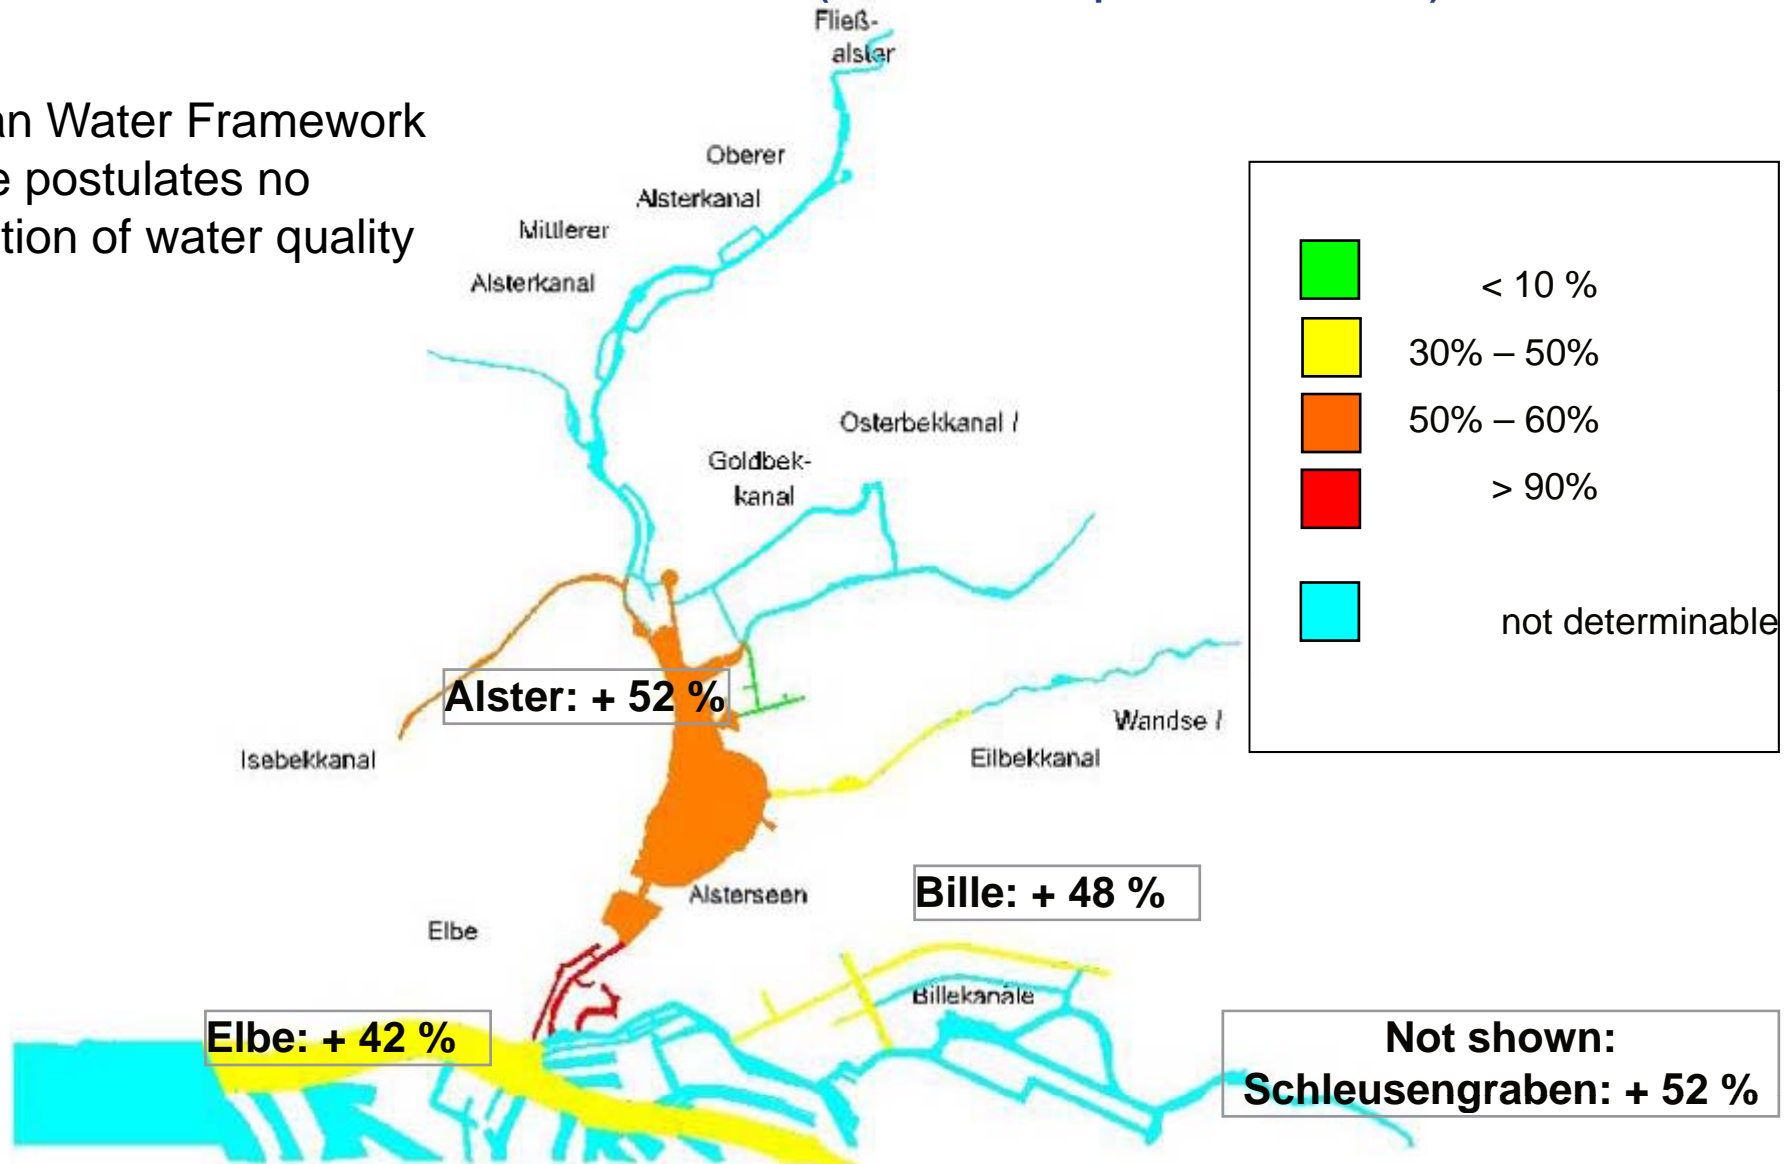 Fließ-
alster
an Water Framework
e postulates no
tion of water quality
Oberer
Alsterkanal
Mittlerer
Alsterkanal
< 10 %
30% – 50%
50% – 60%
> 90%
not determinable
Osterbekkanal /
Goldbek-
kanal
Alster: + 52 %
Isebekkanal
Wandse /
Eilbekkanal
Alsterseen
Bille: + 48 %
Elbe
Billekanäle
Elbe: + 42 %
Not shown:
Schleusengraben: + 52 %